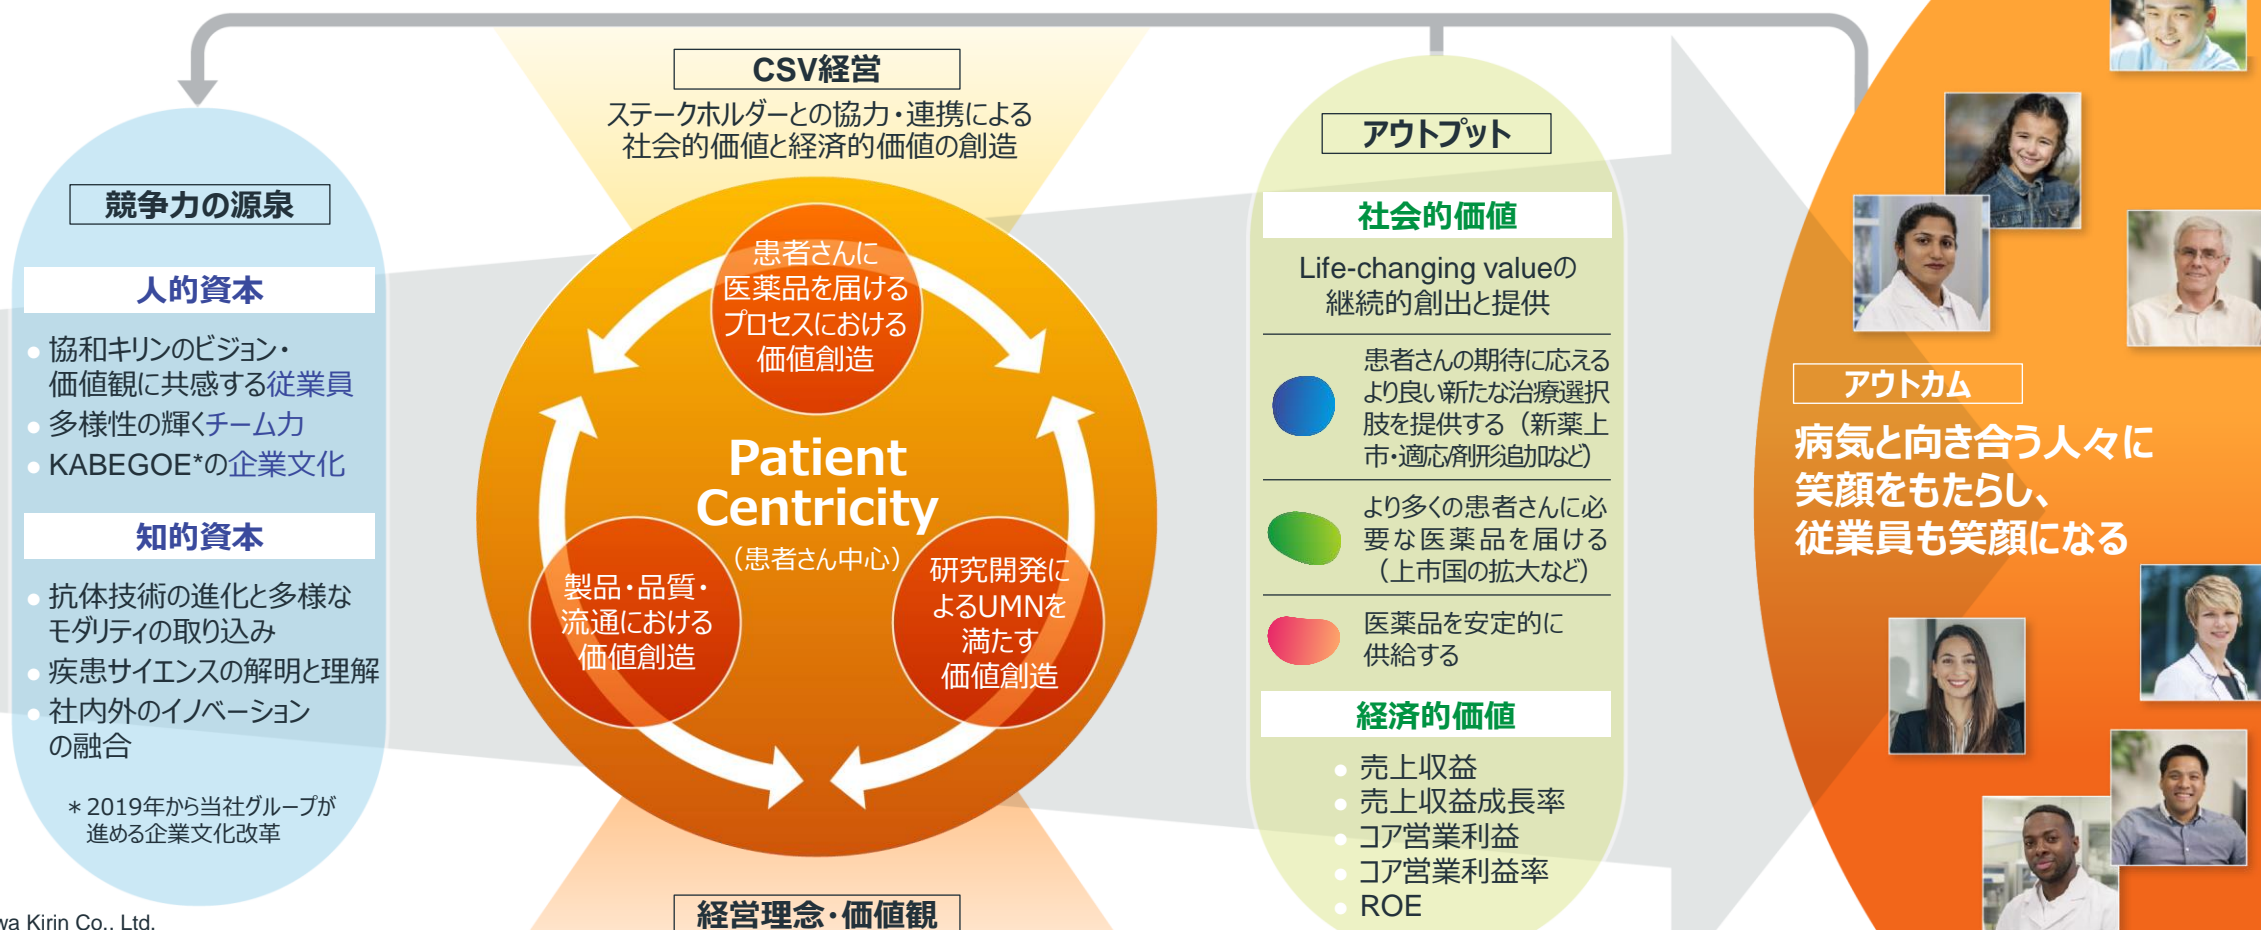 競争力の源泉
人的資本
協和キリンのビジョン・
価値観に共感する従業員
多様性の輝くチーム力
KABEGOE*の企業文化
知的資本
抗体技術の進化と多様な
モダリティの取り込み
疾患サイエンスの解明と理解
社内外のイノベーション
の融合
＊2019年から当社グループが
進める企業文化改革
wa Kirin Co., Ltd.
CSV経営
ステークホルダーとの協力・連携による
社会的価値と経済的価値の創造
患者さんに
医薬品を届ける
プロセスにおける
価値創造
Patient
Centricity
（患者さん中心）
製品・品質・
流通における
価値創造
研究開発に
よるUMNを
満たす
価値創造
経営理念・価値観
アウトプット
社会的価値
Life-changing valueの
継続的創出と提供
患者さんの期待に応える
より良い新たな治療選択
肢を提供する（新薬上
市・適応/剤形追加など）
より多くの患者さんに必
要な医薬品を届ける
（上市国の拡大など）
医薬品を安定的に
供給する
経済的価値
売上収益
売上収益成長率
コア営業利益
コア営業利益率
ROE
アウトカム
病気と向き合う人々に
笑顔をもたらし、
従業員も笑顔になる